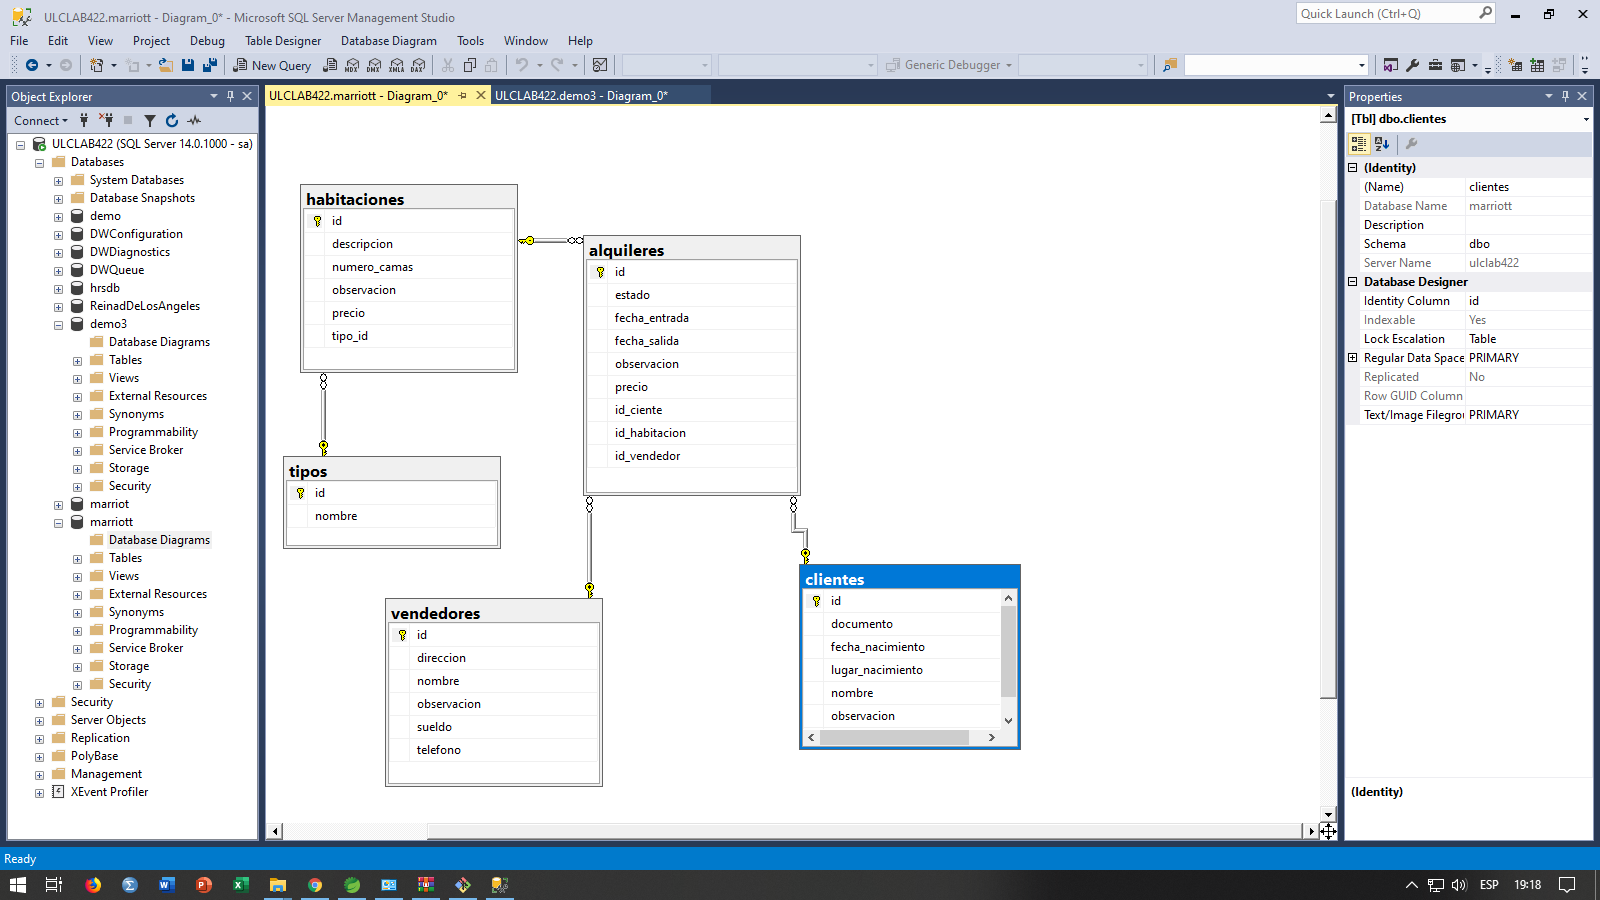 ULCLAB422.marriott - Diagram_0* - Microsoft SQL Server Management Studio
Quick Launch (Ctrl+Q)
File Edit View Project Debug Table Designer Database Diagram Tools Window Help
New Query
MDX DMX XMLA DAX
Generic Debugger
Object Explorer
Connect
ULCLAB422 (SQL Server 14.0.1000 - sa)
Databases
System Databases
Database Snapshots
demo
DWConfiguration
DWDiagnostics
DWQueue
hrsdb
ReinadDeLosAngeles
demo3
Database Diagrams
Tables
Views
External Resources
Synonyms
Programmability
Service Broker
Storage
Security
marriot
marriott
Database Diagrams
Tables
Views
External Resources
Synonyms
Programmability
Service Broker
Storage
Security
Security
Server Objects
Replication
PolyBase
Management
XEvent Profiler
ULCLAB422.marriott - Diagram_0*
ULCLAB422.demo3 - Diagram_0*
habitaciones
id
descripcion
numero_camas
observacion
precio
tipo_id
alquileres
id
estado
fecha_entrada
fecha_salida
observacion
precio
id_ciente
id_habitacion
id_vendedor
tipos
id
nombre
vendedores
id
direccion
nombre
observacion
sueldo
telefono
clientes
id
documento
fecha_nacimiento
lugar_nacimiento
nombre
observacion
Properties
[Tbl] dbo.clientes
(Identity)
(Name) clientes
Database Name marriott
Description
Schema dbo
Server Name ulclab422
Database Designer
Identity Column id
Indexable Yes
Lock Escalation Table
Regular Data Space PRIMARY
Replicated No
Row GUID Column
Text/Image Filegrou PRIMARY
(Identity)
Ready
ESP 19:18